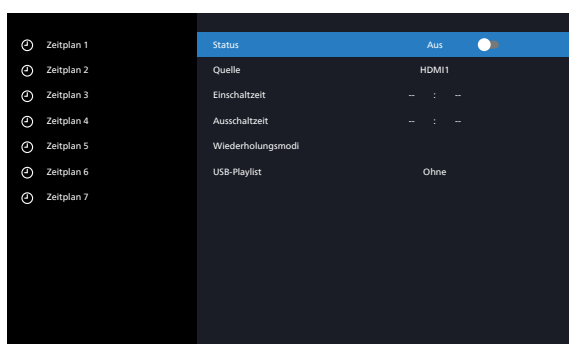 Zeitplan 1
Zeitplan 2
Zeitplan 3
Zeitplan 4
Zeitplan 5
Zeitplan 6
Zeitplan 7
Status Aus
Quelle HDMI1
Einschaltzeit -- : --
Ausschaltzeit -- : --
Wiederholungsmodi
USB-Playlist Ohne